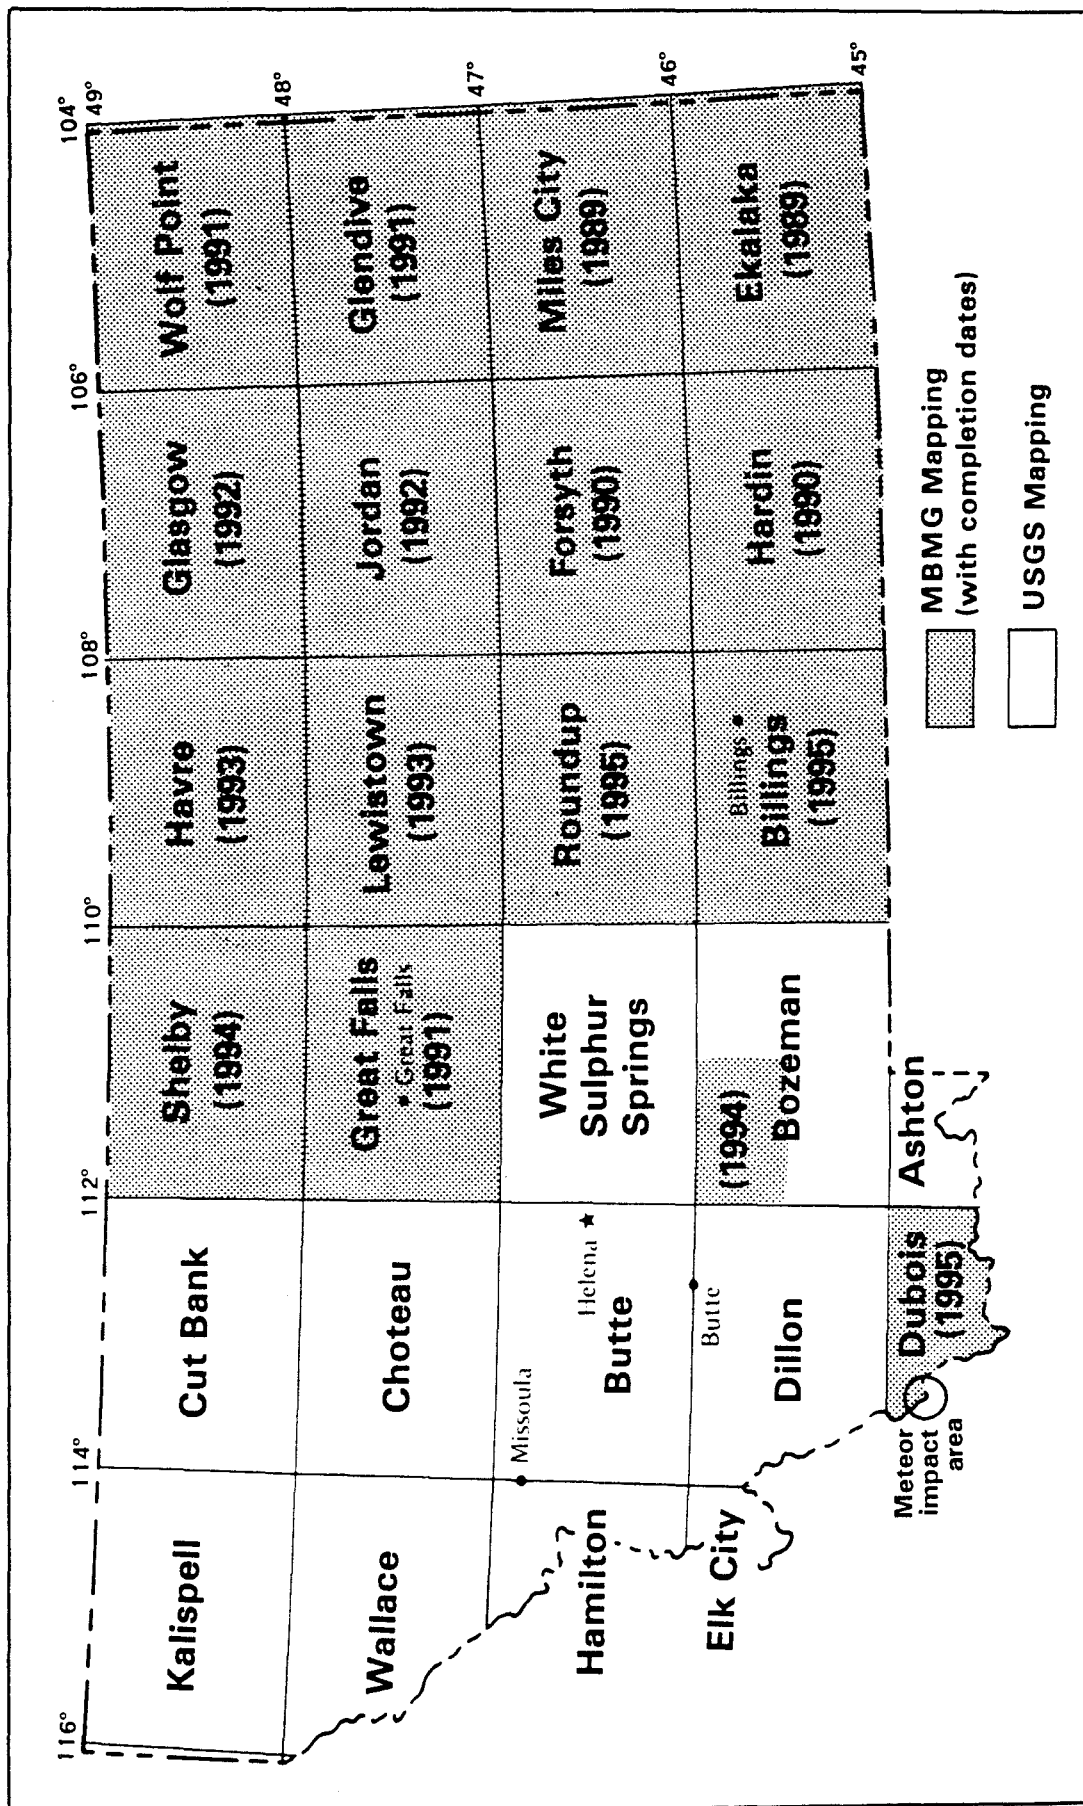 116°
114°
112°
110°
108°
106°
104°
49°
48°
47°
46°
45°
Kalispell
Cut Bank
Shelby
(1994)
Havre
(1993)
Glasgow
(1992)
Wolf Point
(1991)
Wallace
Choteau
Great Falls
Great Falls
(1991)
Lewistown
(1993)
Jordan
(1992)
Glendive
(1991)
Missoula
Hamilton
Helena
Butte
White
Sulphur
Springs
Roundup
(1995)
Forsyth
(1990)
Miles City
(1989)
Elk City
Butte
Dillon
(1994)
Bozeman
Billings
Billings
(1995)
Hardin
(1990)
Ekalaka
(1989)
Meteor
impact
area
Dubois
(1995)
Ashton
MBMG Mapping
(with completion dates)
USGS Mapping